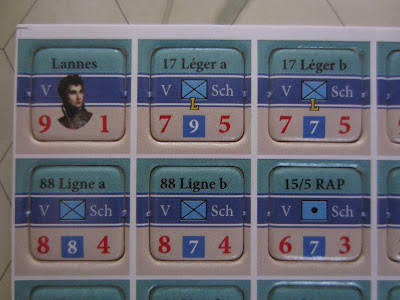 Lannes
V
9 1
17 Léger a
V Sch
L
7 9 5
17 Léger b
V Sch
L
7 7 5
88 Ligne a
V Sch
8 8 4
88 Ligne b
V Sch
8 7 4
15/5 RAP
V Sch
6 7 3